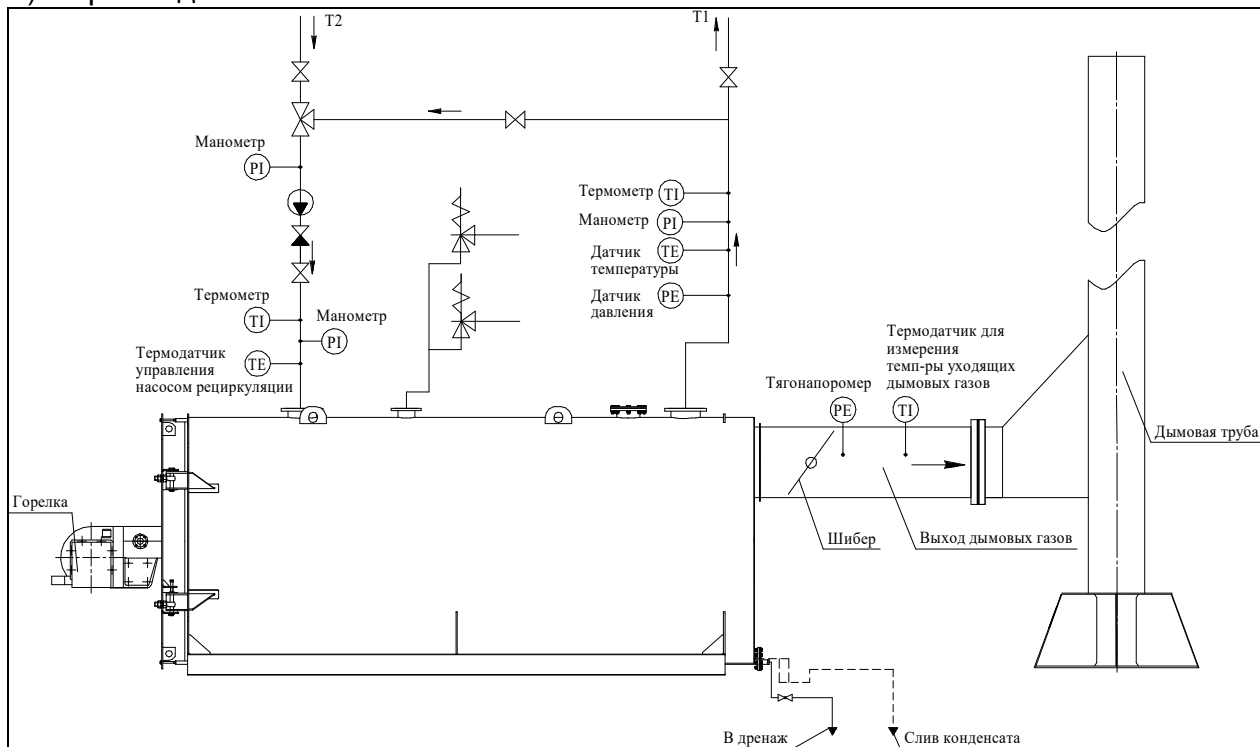 Т2
Т1
Манометр
PI
Термометр
TI
Манометр
PI
Датчик
температуры
TE
Датчик
давления
PE
Термометр
TI
Манометр
PI
Термодатчик
управления
насосом рециркуляции
TE
Термодатчик для
измерения
темп-ры уходящих
дымовых газов
Тягонапоромер
PE
TI
Дымовая труба
Горелка
Шибер
Выход дымовых газов
В дренаж
Слив конденсата